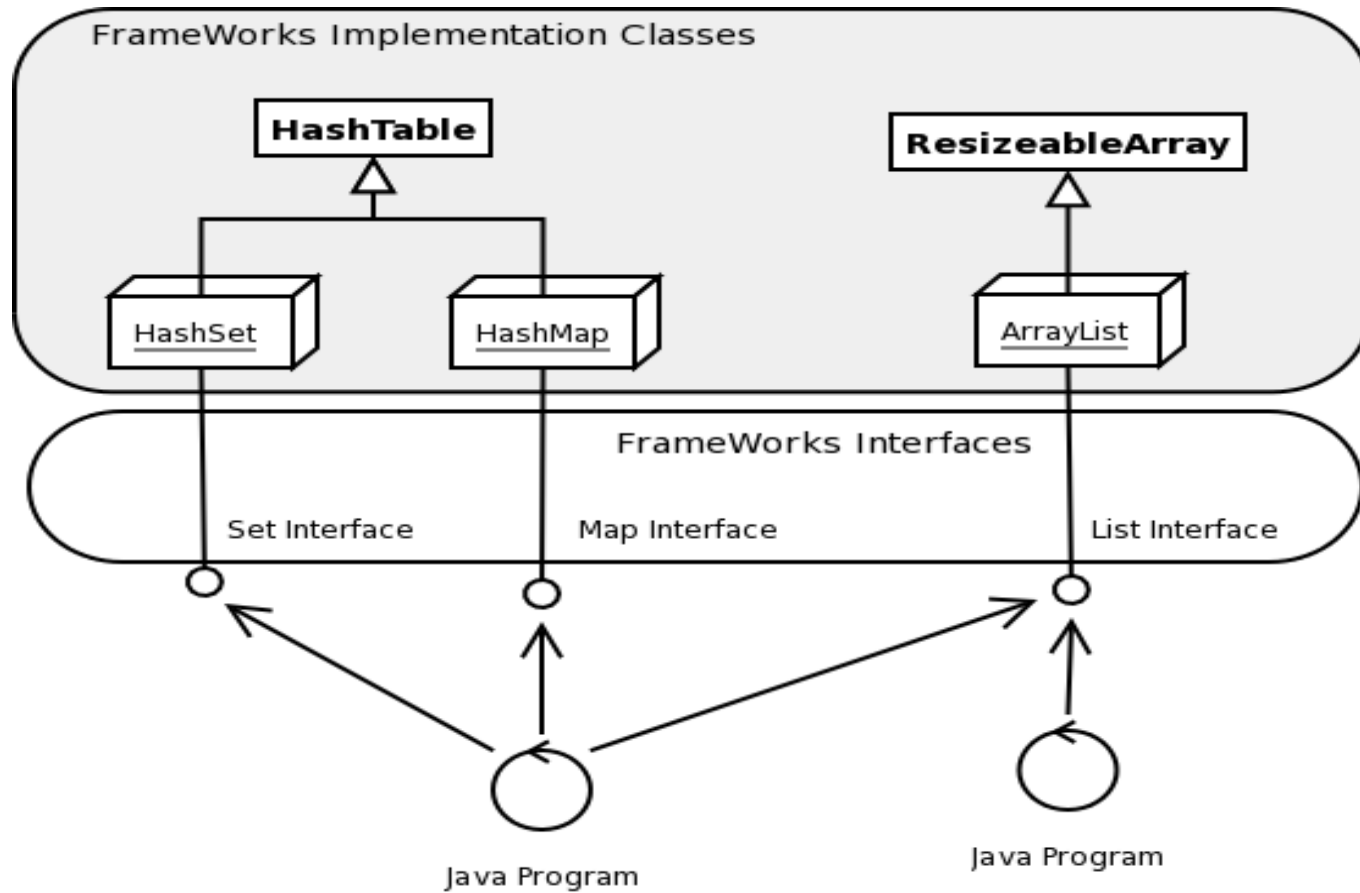 FrameWorks Implementation Classes
HashTable
ResizeableArray
HashSet
HashMap
ArrayList
FrameWorks Interfaces
Set Interface
Map Interface
List Interface
Java Program
Java Program